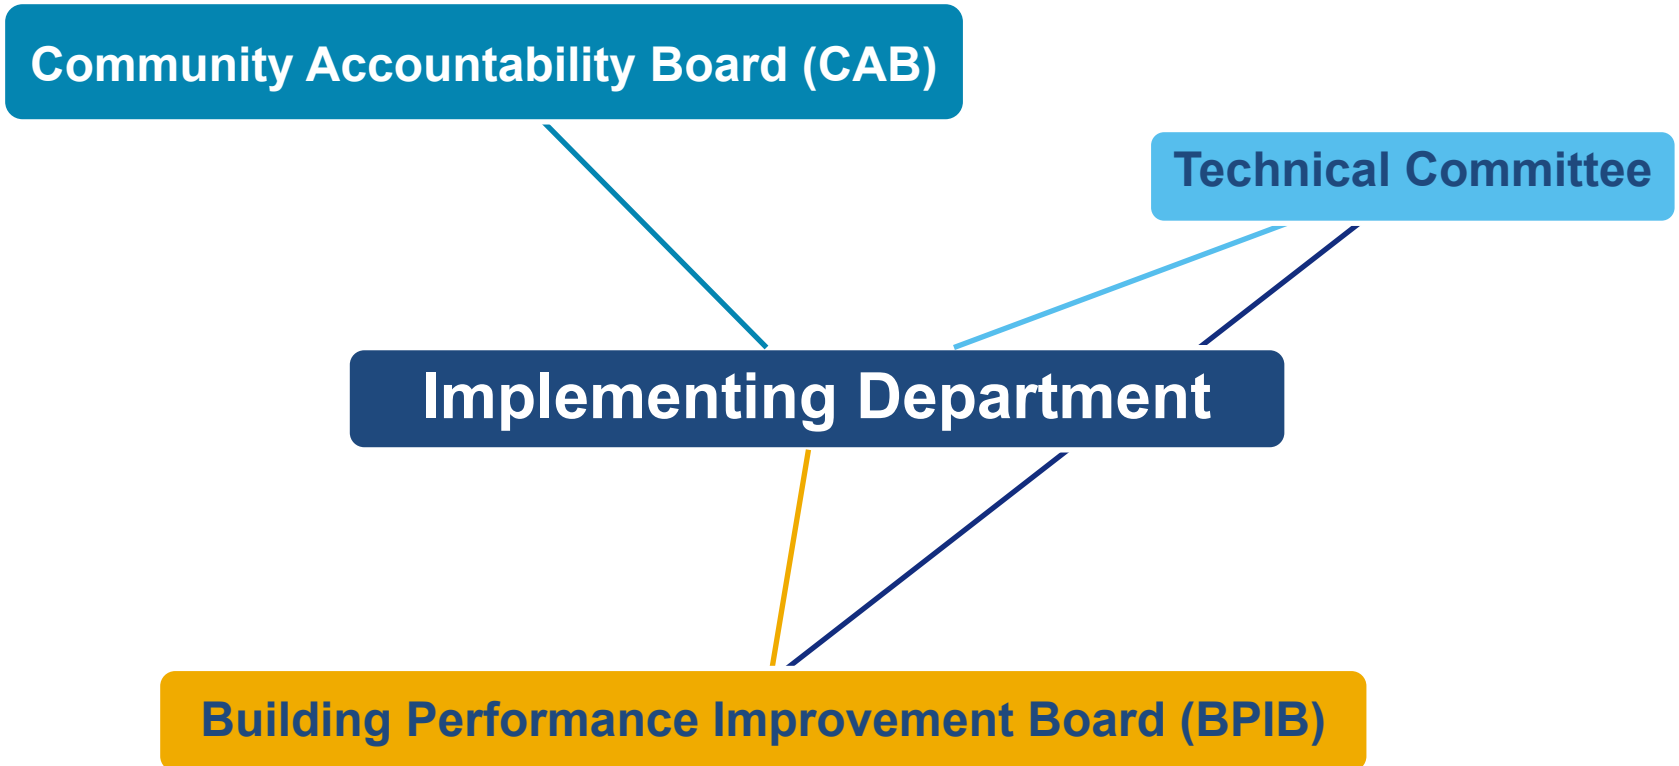 Community Accountability Board (CAB)
Technical Committee
Implementing Department
Building Performance Improvement Board (BPIB)